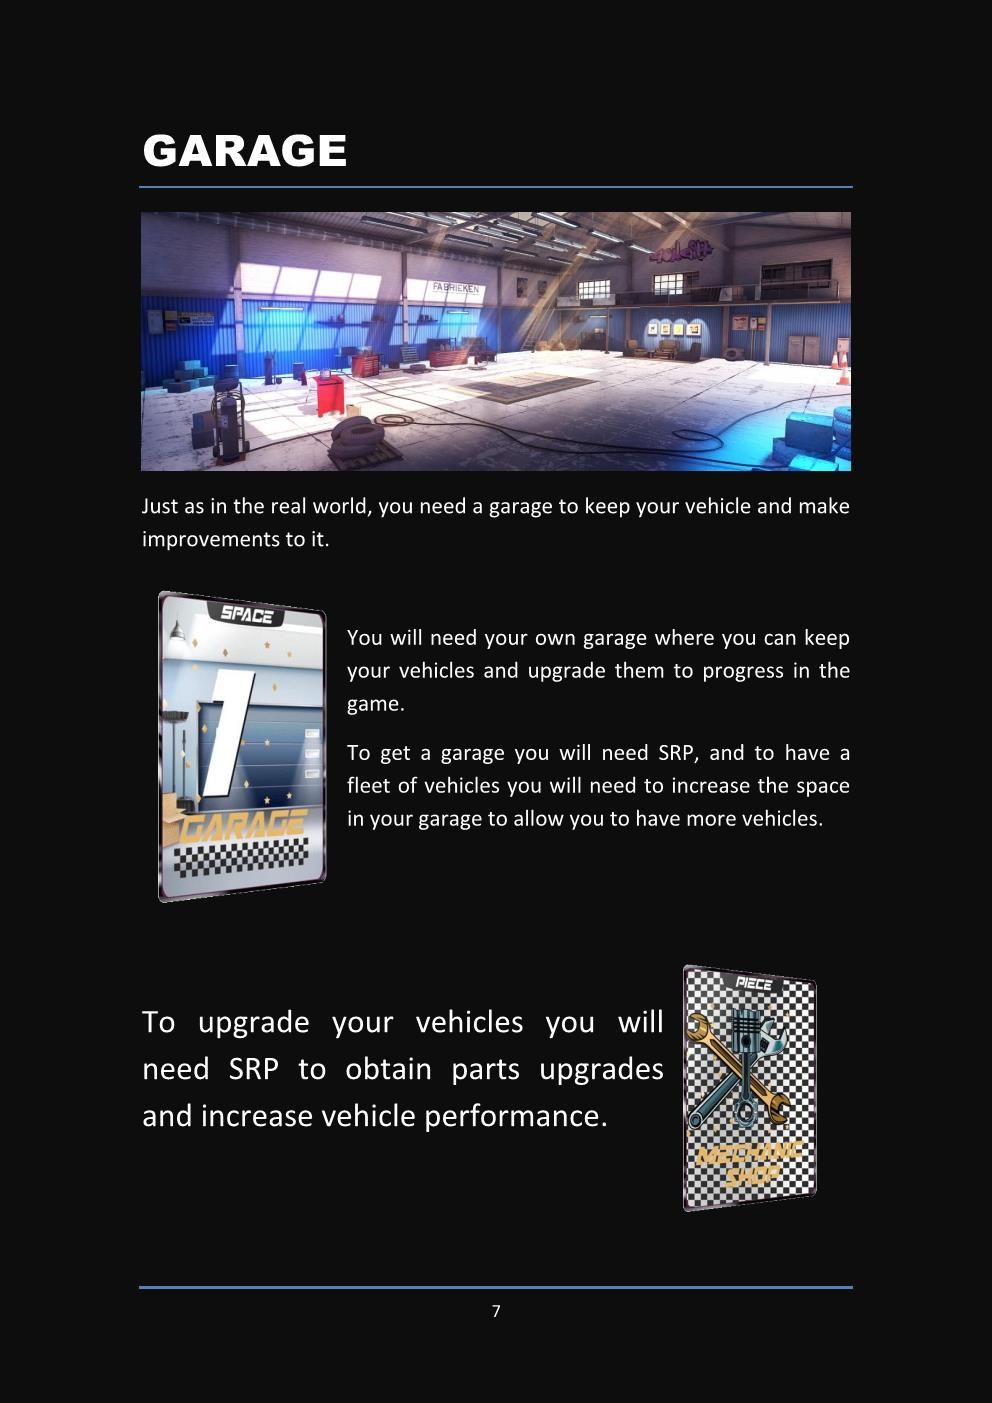 GARAGE
FABRIEKEN
Just as in the real world, you need a garage to keep your vehicle and make
improvements to it.
SPACE
1
GARAGE
You will need your own garage where you can keep
your vehicles and upgrade them to progress in the
game.
To get a garage you will need SRP, and to have a
fleet of vehicles you will need to increase the space
in your garage to allow you to have more vehicles.
To upgrade your vehicles you will
need SRP to obtain parts upgrades
and increase vehicle performance.
PIECE
MECHANIC
SHOP
7